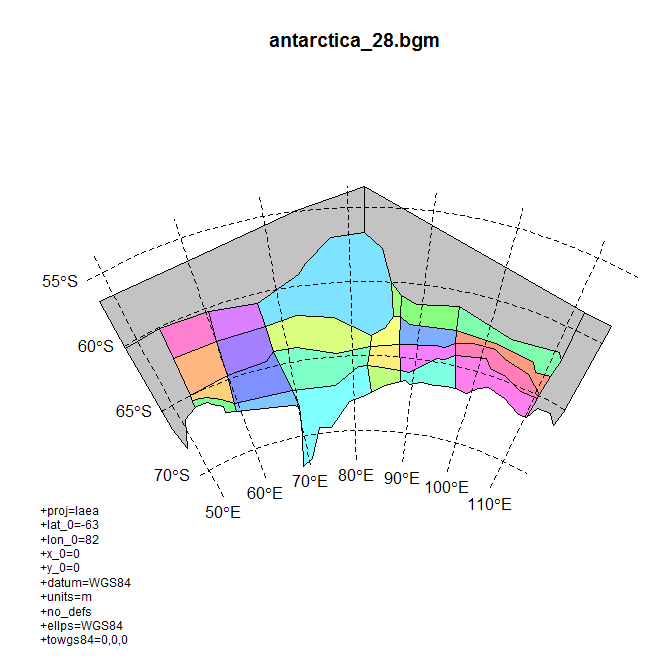 antarctica_28.bgm
55°S
60°S
65°S
70°S
50°E
60°E
70°E
80°E
90°E
100°E
110°E
+proj=laea
+lat_0=-63
+lon_0=82
+x_0=0
+y_0=0
+datum=WGS84
+units=m
+no_defs
+ellps=WGS84
+towgs84=0,0,0